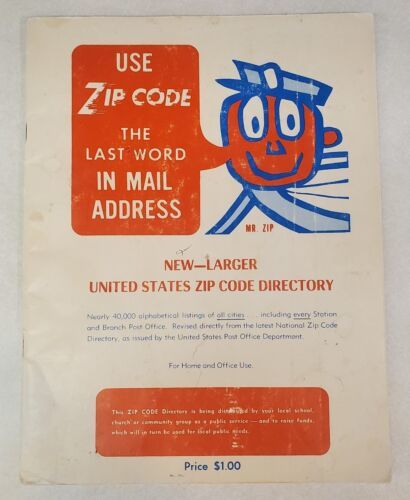 USE
ZIP CODE
THE
LAST WORD
IN MAIL
ADDRESS
MR. ZIP
NEW—LARGER
UNITED STATES ZIP CODE DIRECTORY
Nearly 40,000 alphabetical listings of all cities . . . . including every Station
and Branch Post Office. Revised directly from the latest National Zip Code
Directory, as issued by the United States Post Office Department.
For Home and Office Use.
This ZIP CODE Directory is being distributed by your local school,
church or community group as a public service — and to raise funds,
which will in turn be used for local public needs.
Price $1.00